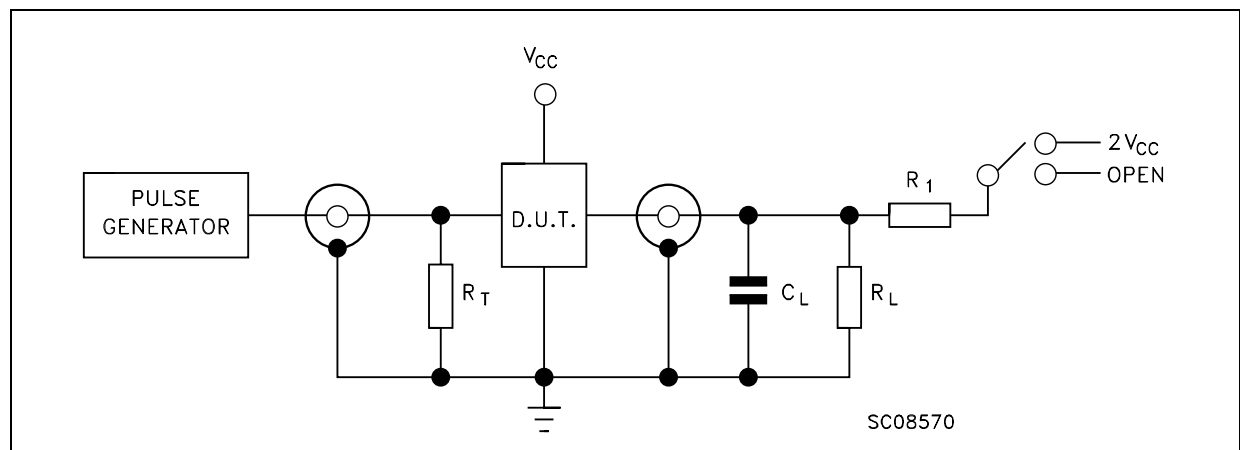 VCC
PULSE
GENERATOR
D.U.T.
RT
CL
RL
R1
2VCC
OPEN
SC08570